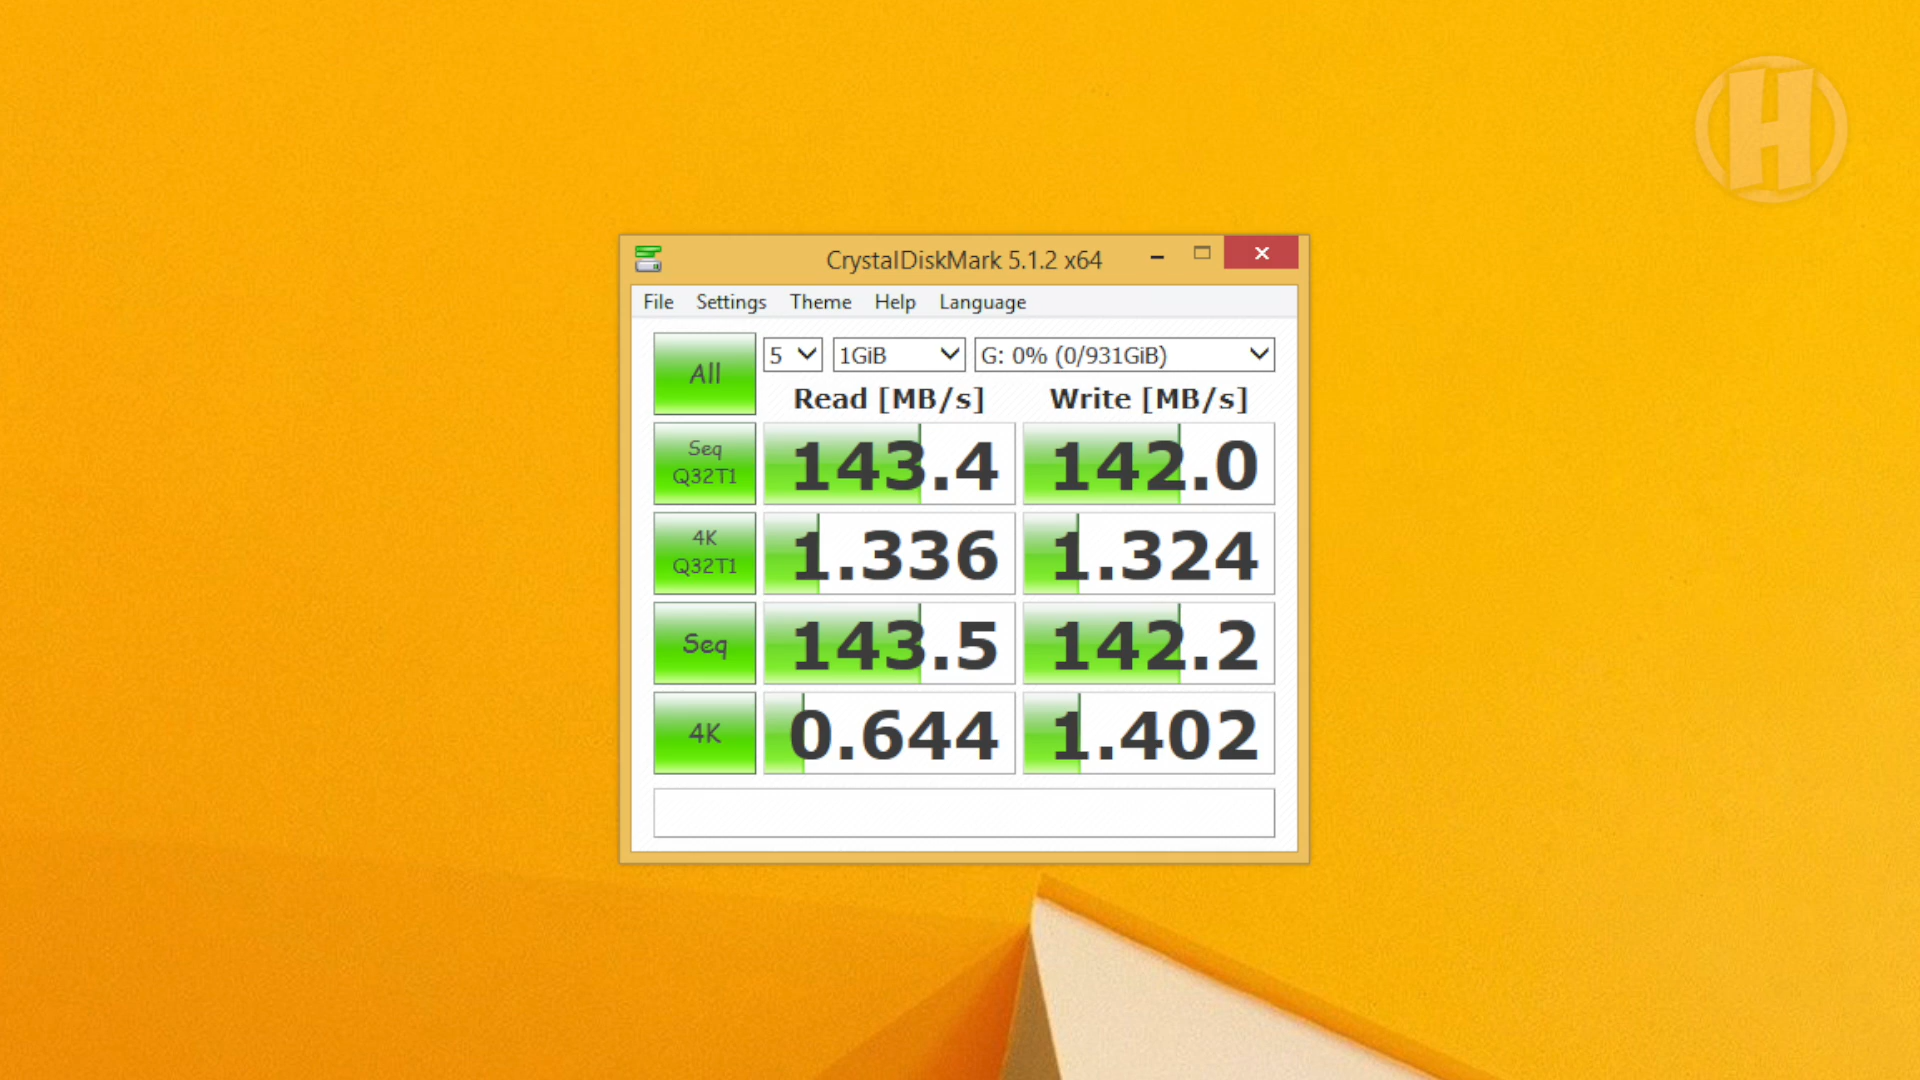 H
CrystalDiskMark 5.1.2 x64
File Settings Theme Help Language
All 5 1GiB G: 0% (0/931GiB)
Read [MB/s] Write [MB/s]
Seq
Q32T1 143.4 142.0
4K
Q32T1 1.336 1.324
Seq 143.5 142.2
4K 0.644 1.402